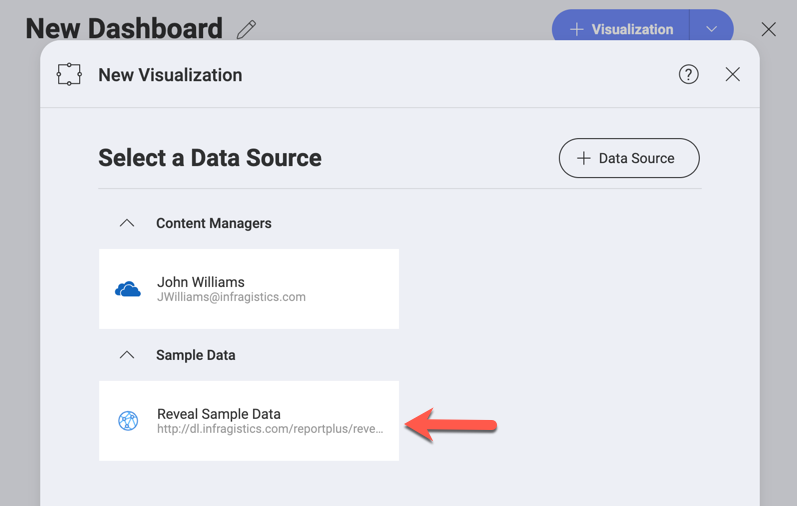 New Dashboard
Visualization
New Visualization
?
Select a Data Source
Data Source
Content Managers
John Williams
JWilliams@infragistics.com
Sample Data
Reveal Sample Data
http://dl.infragistics.com/reportplus/reve...